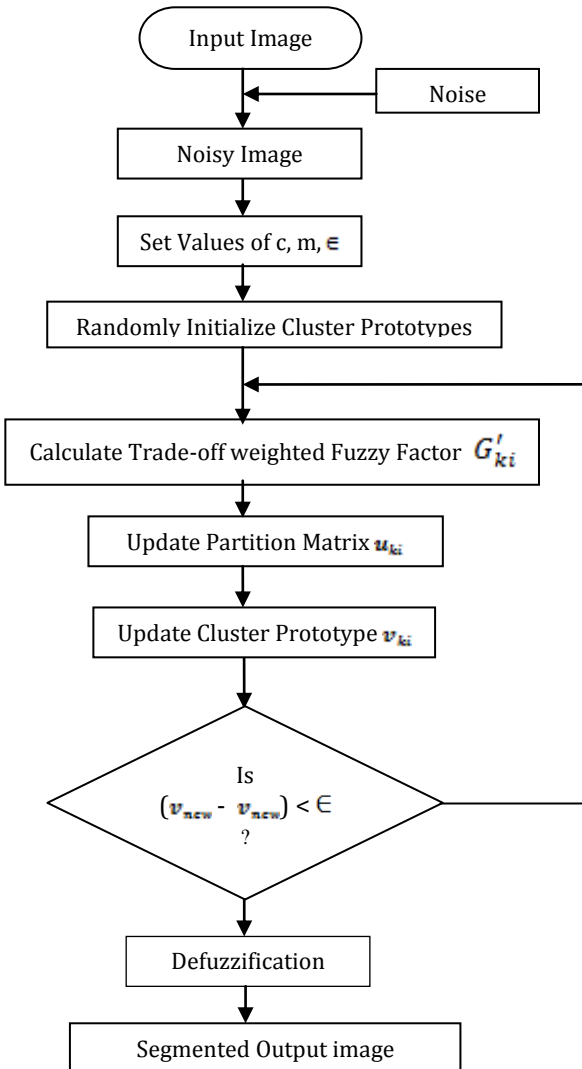 Input Image
Noise
Noisy Image
Set Values of c, m, ∈
Randomly Initialize Cluster Prototypes
Calculate Trade-off weighted Fuzzy Factor G'ki
Update Partition Matrix uki
Update Cluster Prototype vki
Is
(vnew - vnew) < ∈
?
Defuzzification
Segmented Output image